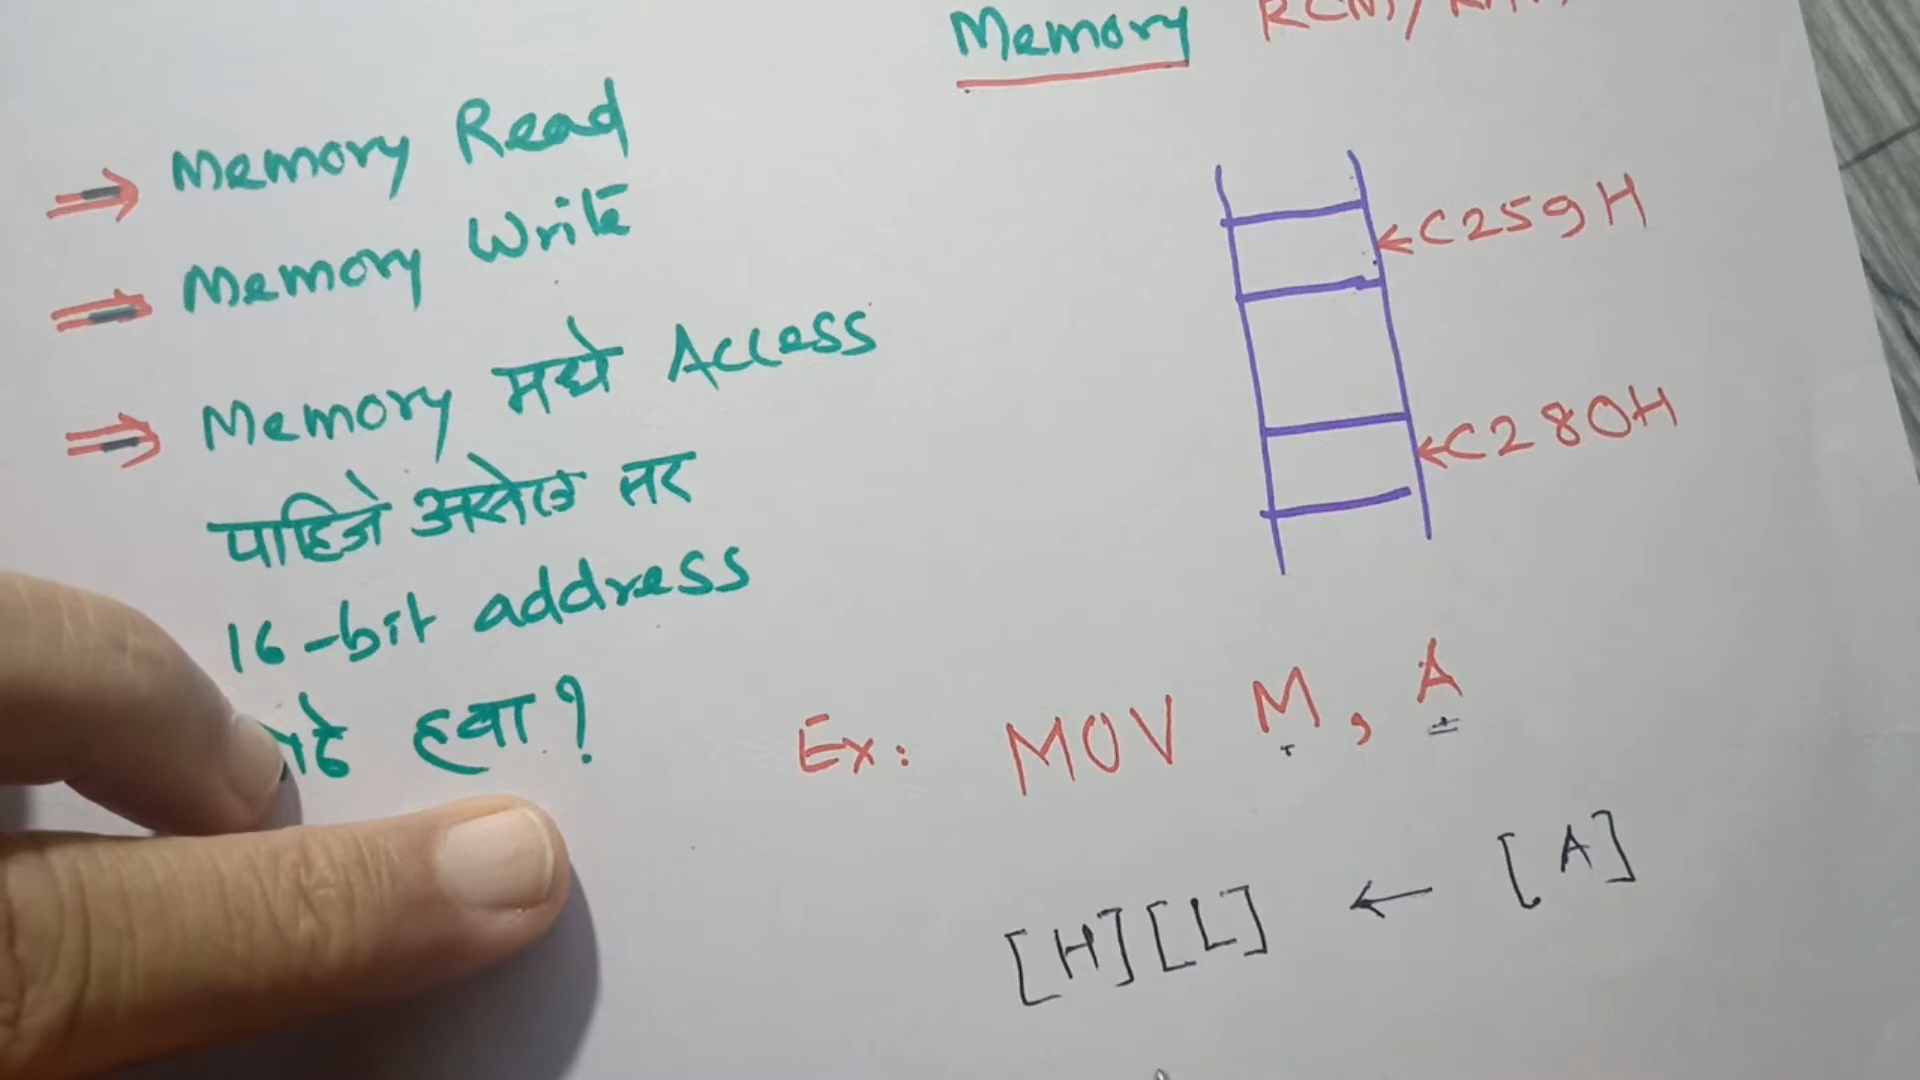 Memory
Memory Read
Memory Write
Memory मध्ये Access
पाहिजे असेल तर
16-bit address
हवा?
C259H
C280H
Ex: MOV M, A
[H][L] ← [A]